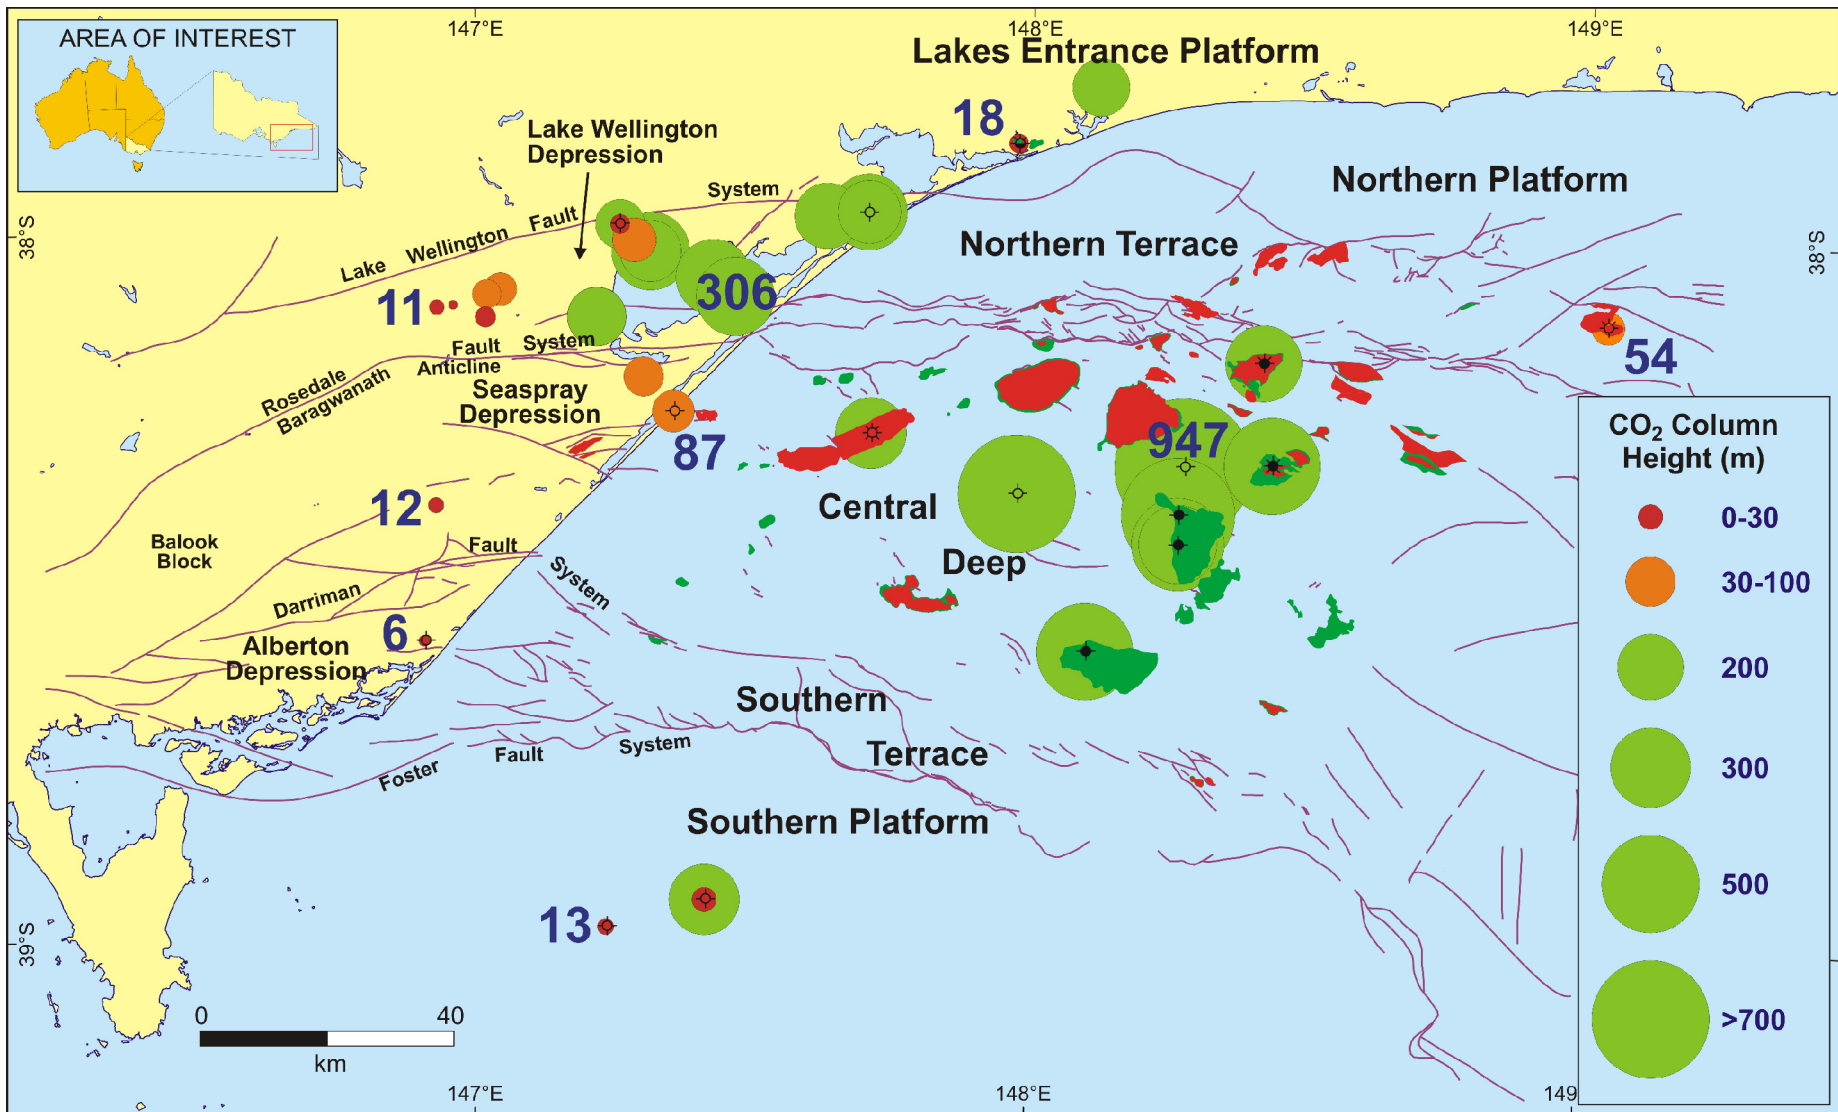 AREA OF INTEREST
147°E
148°E
149°E
Lakes Entrance Platform
18
Lake Wellington
Depression
Northern Platform
System
Fault
Wellington
Lake
38°S
38°S
Northern Terrace
306
11
54
System
Fault
Anticline
Rosedale
Baragwanath
Seaspray
Depression
87
947
CO₂ Column
Height (m)
0-30
30-100
200
300
500
>700
12
Central
Deep
Balook
Block
Fault
System
Darriman
6
Alberton
Depression
Southern
Terrace
Fault
System
Foster
Southern Platform
13
39°S
0
40
km
147°E
148°E
149